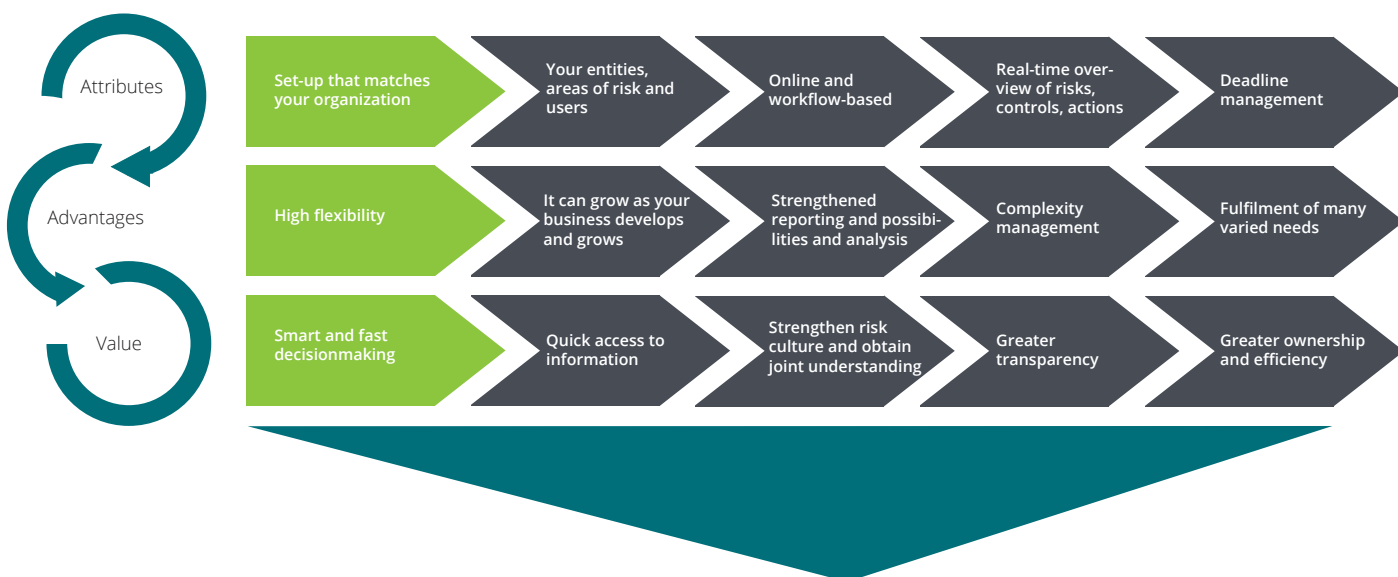 Attributes
Set-up that matches
your organization
Your entities,
areas of risk and
users
Online and
workflow-based
Real-time over-
view of risks,
controls, actions
Deadline
management
Advantages
High flexibility
It can grow as your
business develops
and grows
Strengthened
reporting and possibi-
lities and analysis
Complexity
management
Fulfilment of many
varied needs
Value
Smart and fast
decisionmaking
Quick access to
information
Strengthen risk
culture and obtain
joint understanding
Greater
transparency
Greater ownership
and efficiency